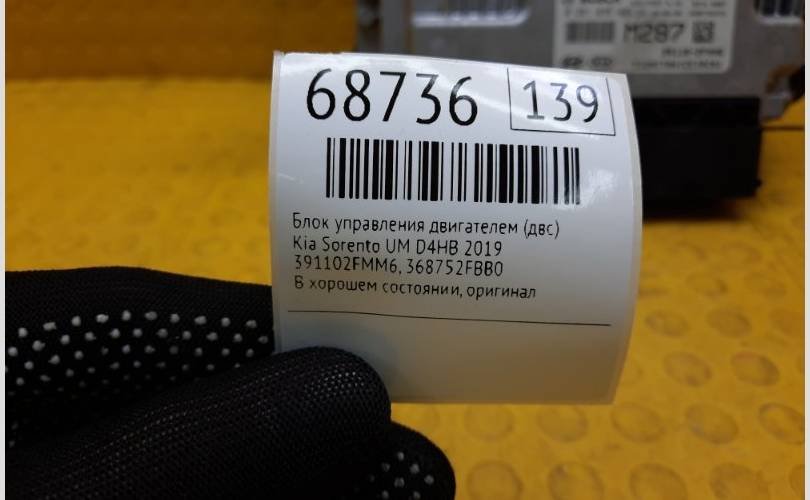 M287
68736 139
Блок управления двигателем (двс)
Kia Sorento UM D4HB 2019
391102FMM6, 368752FBB0
В хорошем состоянии, оригинал